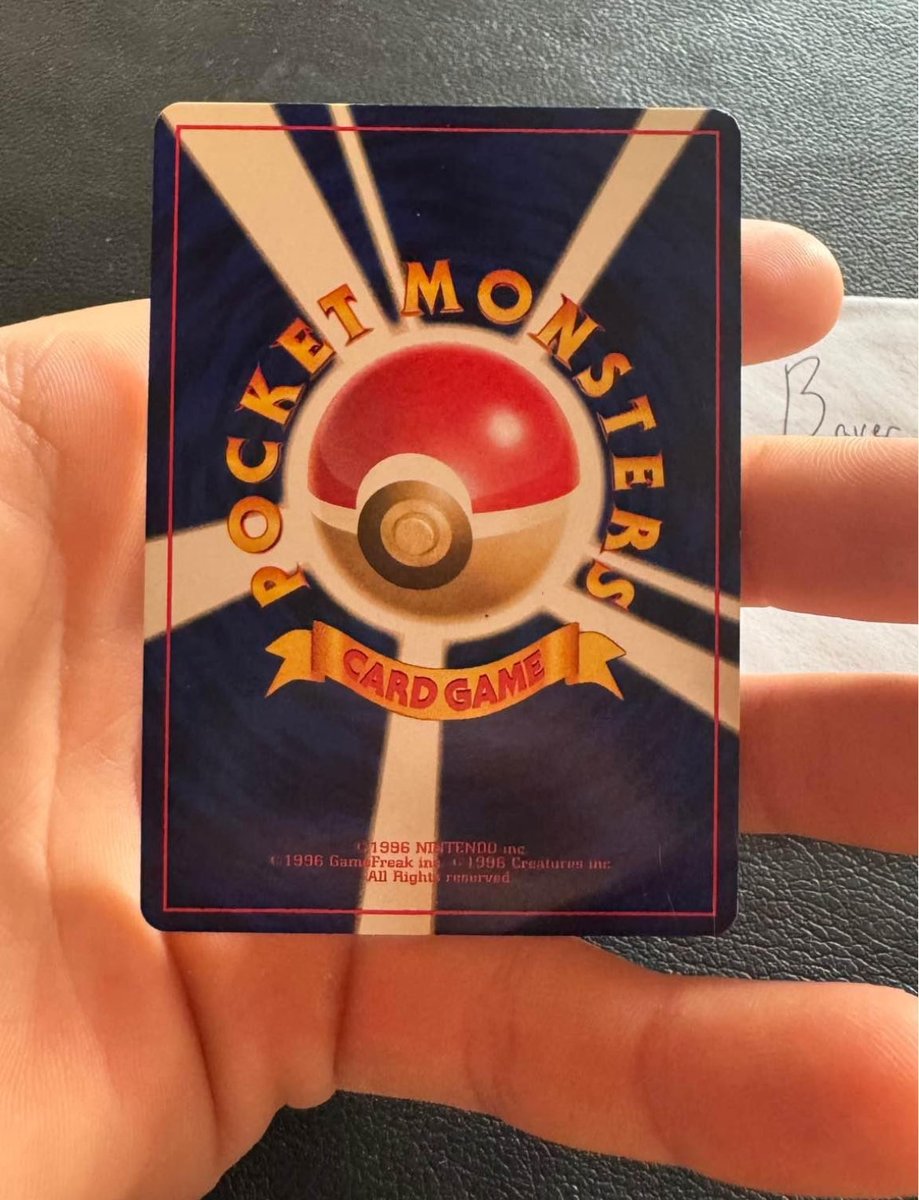 POCKET MONSTERS
CARD GAME
©1996 NINTENDO inc.
©1996 GameFreak inc. ©1996 Creatures inc.
All Rights reserved.